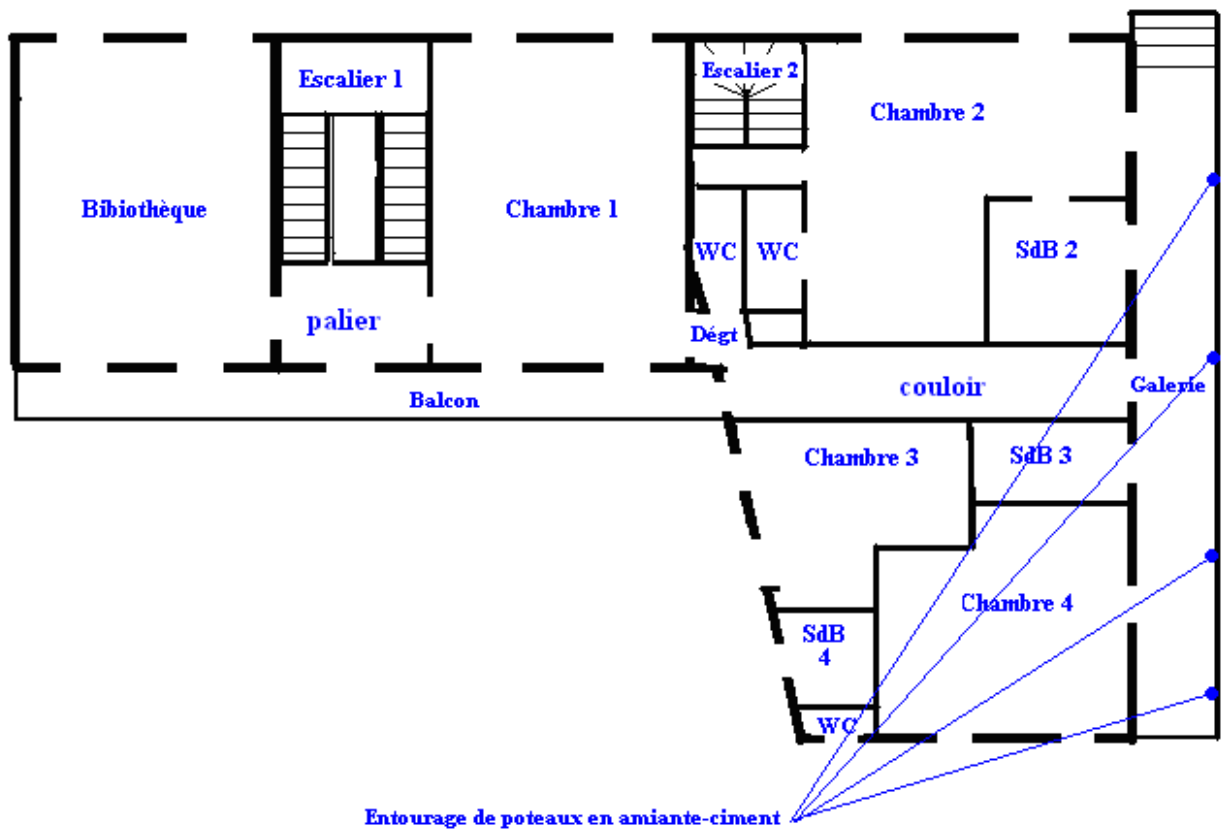 Escalier 1
Escalier 2
Chambre 2
Bibiothèque
Chambre 1
WC
WC
SdB 2
palier
Dégt
couloir
Galerie
Balcon
Chambre 3
SdB 3
Chambre 4
SdB
4
WC
Entourage de poteaux en amiante-ciment